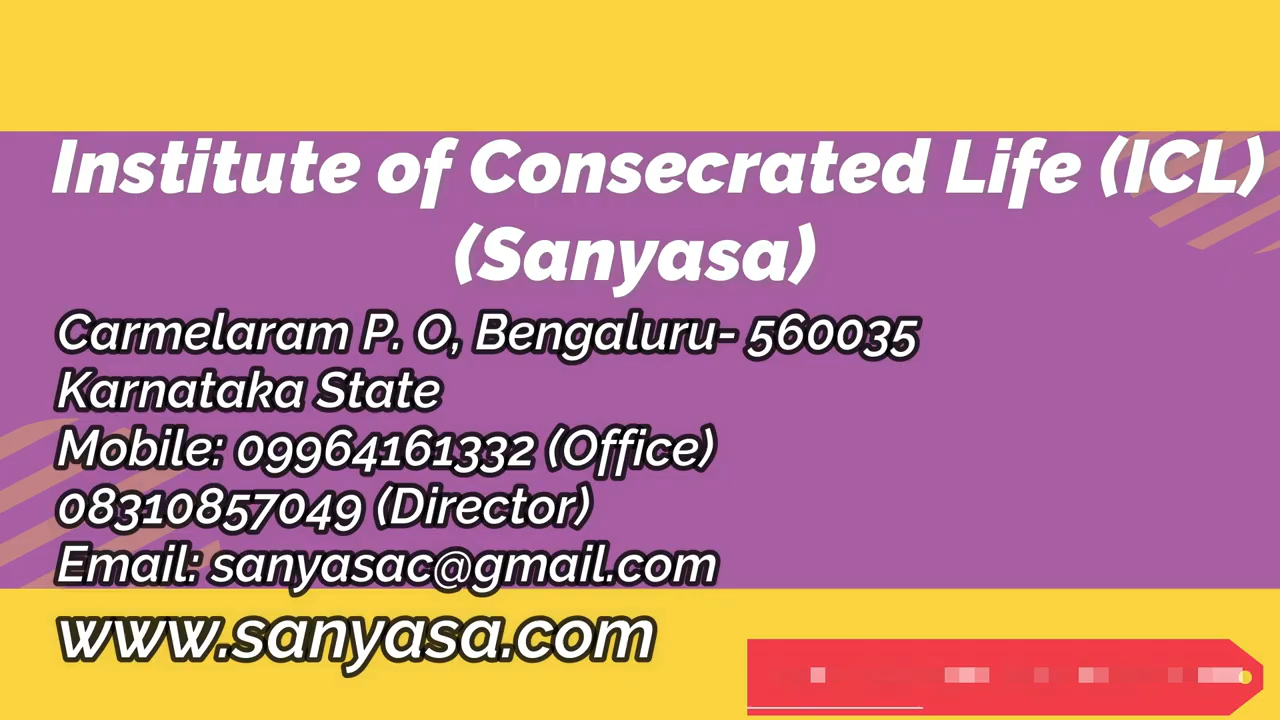 Institute of Consecrated Life (ICL)
(Sanyasa)
Carmelaram P. O, Bengaluru- 560035
Karnataka State
Mobile: 09964161332 (Office)
08310857049 (Director)
Email: sanyasac@gmail.com
www.sanyasa.com